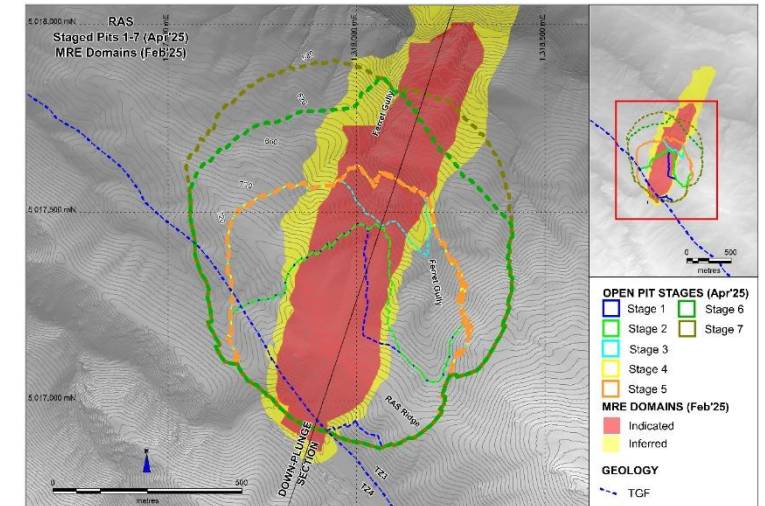 RAS
Staged Pits 1-7 (Apr'25)
MRE Domains (Feb'25)
5,018,000 mN
1,318,000 mE
1,318,500 mE
Ferret Gully
5,017,500 mN
Ferret Gully
5,017,000 mN
RAS Ridge
DOWN-PLUNGE
SECTION
TZ3
TZ4
0
500
metres
0
500
metres
OPEN PIT STAGES (Apr'25)
Stage 1
Stage 6
Stage 2
Stage 7
Stage 3
Stage 4
Stage 5
MRE DOMAINS (Feb'25)
Indicated
Inferred
GEOLOGY
TGF